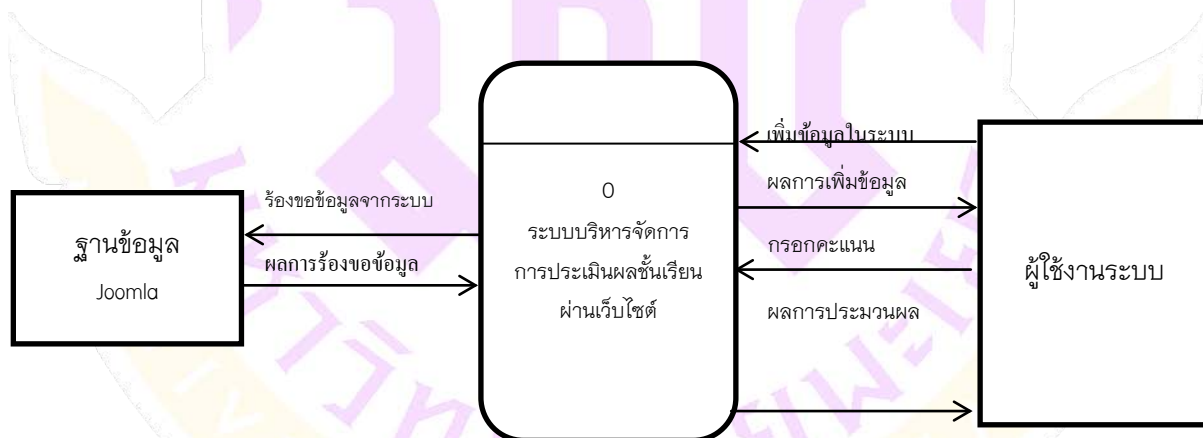 ฐานข้อมูล
Joomla
ร้องขอข้อมูลจากระบบ
ผลการร้องขอข้อมูล
0
ระบบบริหารจัดการ
การประเมินผลชั้นเรียน
ผ่านเว็บไซต์
เพิ่มข้อมูลในระบบ
ผลการเพิ่มข้อมูล
กรอกคะแนน
ผลการประมวนผล
ผู้ใช้งานระบบ